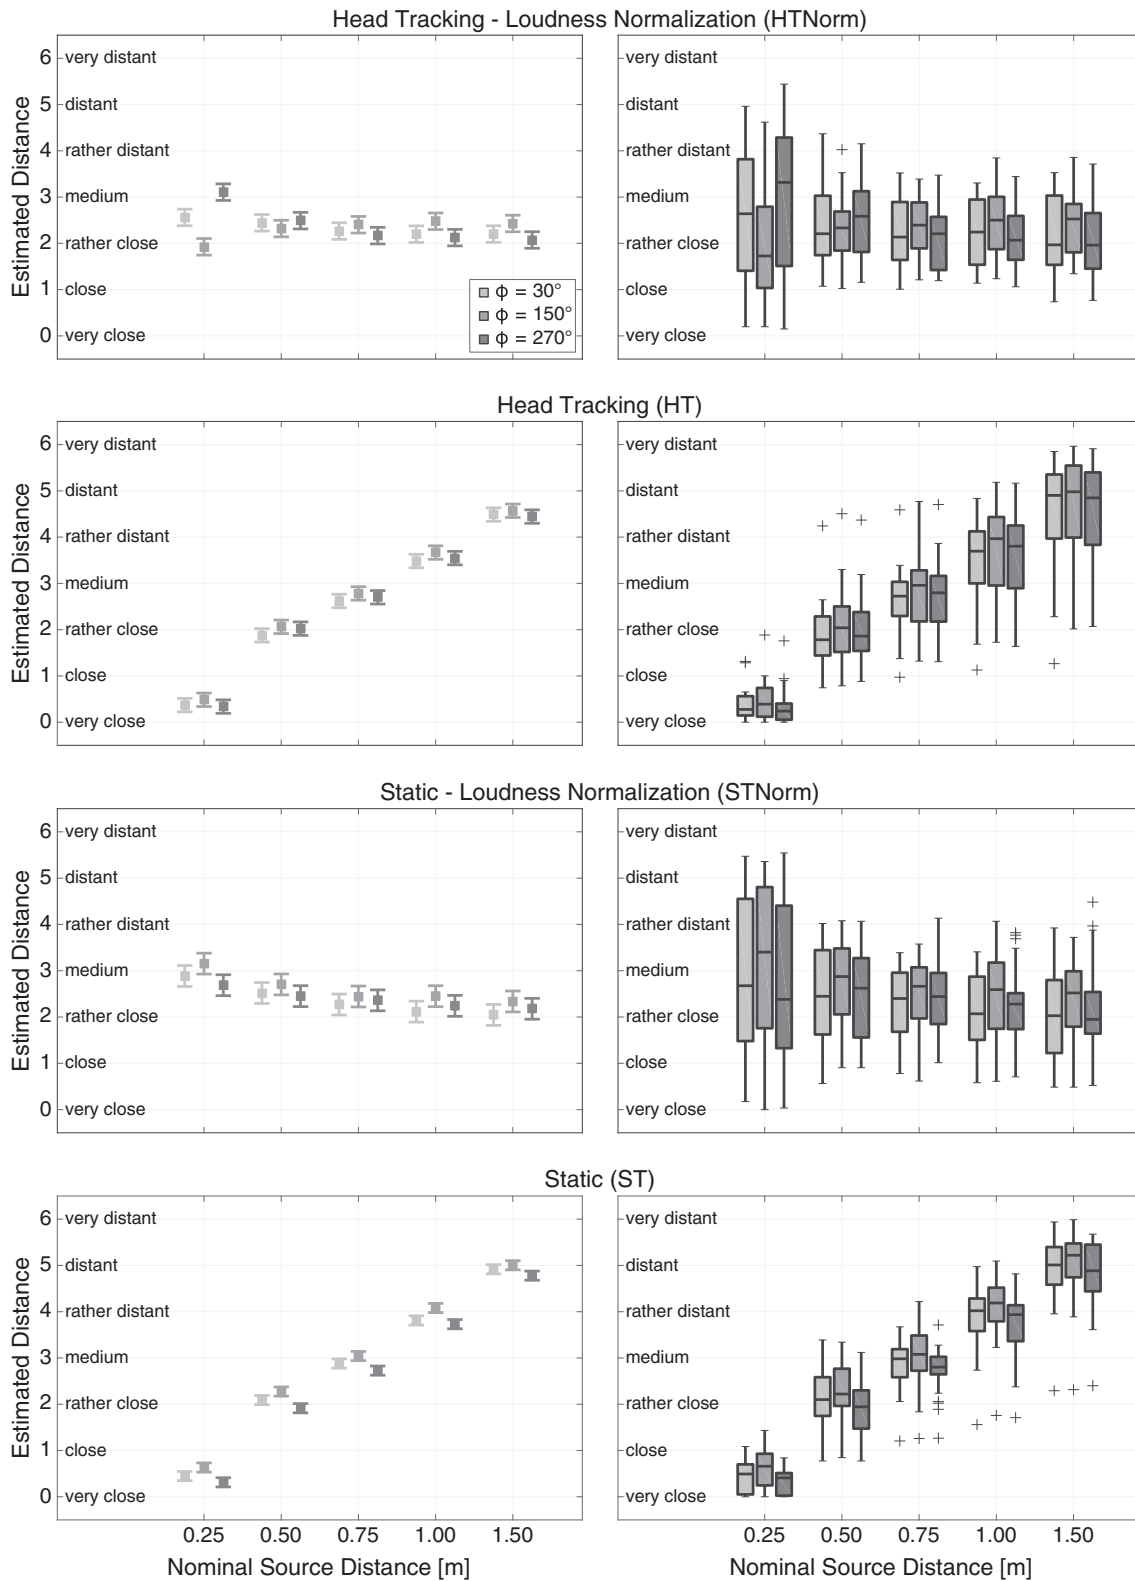 Head Tracking - Loudness Normalization (HTNorm)
Estimated Distance
6 very distant
5 distant
4 rather distant
3 medium
2 rather close
1 close
0 very close
ϕ = 30°
ϕ = 150°
ϕ = 270°
very distant
distant
rather distant
medium
rather close
close
very close
Head Tracking (HT)
Estimated Distance
6 very distant
5 distant
4 rather distant
3 medium
2 rather close
1 close
0 very close
very distant
distant
rather distant
medium
rather close
close
very close
Static - Loudness Normalization (STNorm)
Estimated Distance
6 very distant
5 distant
4 rather distant
3 medium
2 rather close
1 close
0 very close
very distant
distant
rather distant
medium
rather close
close
very close
Static (ST)
Estimated Distance
6 very distant
5 distant
4 rather distant
3 medium
2 rather close
1 close
0 very close
0.25 0.50 0.75 1.00 1.50
Nominal Source Distance [m]
very distant
distant
rather distant
medium
rather close
close
very close
0.25 0.50 0.75 1.00 1.50
Nominal Source Distance [m]